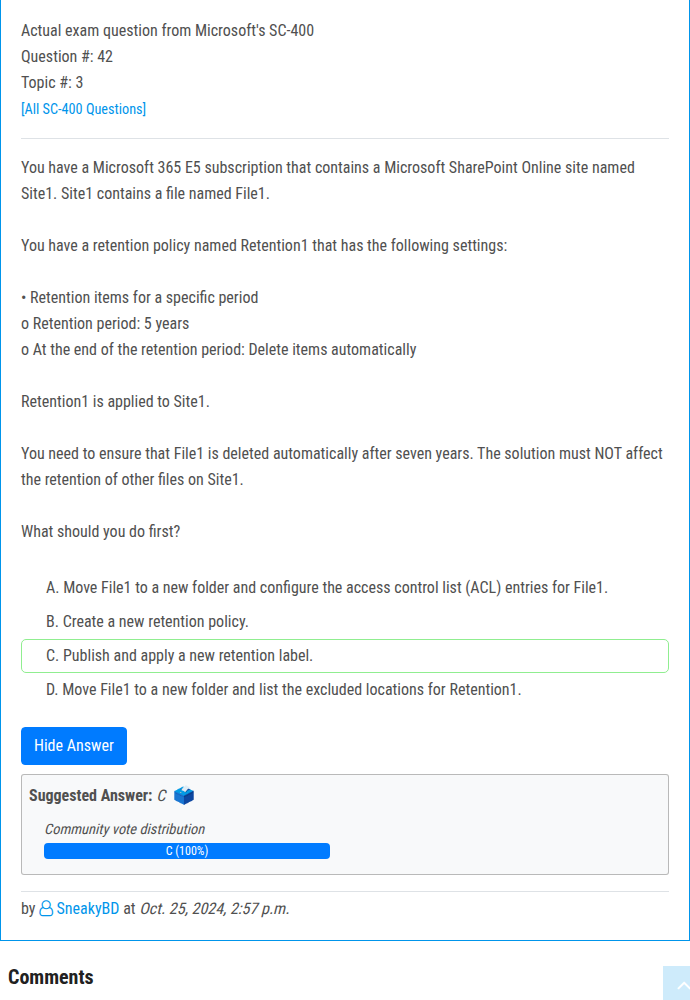 Actual exam question from Microsoft's SC-400
Question #: 42
Topic #: 3
[All SC-400 Questions]
You have a Microsoft 365 E5 subscription that contains a Microsoft SharePoint Online site named
Site1. Site1 contains a file named File1.
You have a retention policy named Retention1 that has the following settings:
• Retention items for a specific period
o Retention period: 5 years
o At the end of the retention period: Delete items automatically
Retention1 is applied to Site1.
You need to ensure that File1 is deleted automatically after seven years. The solution must NOT affect
the retention of other files on Site1.
What should you do first?
A. Move File1 to a new folder and configure the access control list (ACL) entries for File1.
B. Create a new retention policy.
C. Publish and apply a new retention label.
D. Move File1 to a new folder and list the excluded locations for Retention1.
Hide Answer
Suggested Answer: C
Community vote distribution
C (100%)
by SneakyBD at Oct. 25, 2024, 2:57 p.m.
Comments